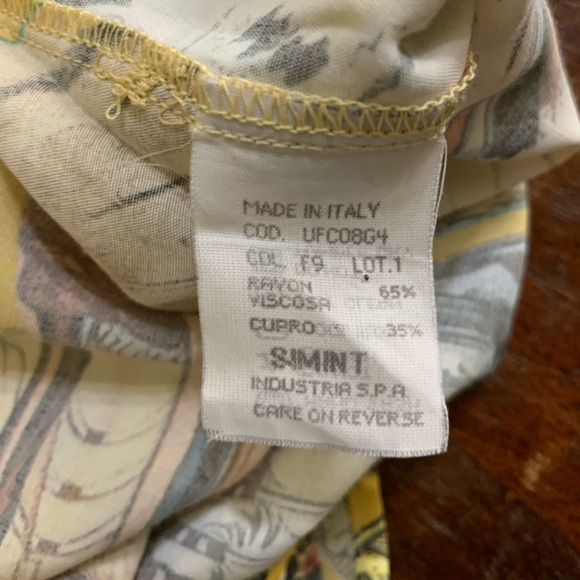 MADE IN ITALY
COD. UFC08G4
COL. F9 LOT.1
RAYON
VISCOSA 65%
CUPRO 35%
SIMINT
INDUSTRIA S.P.A.
CARE ON REVERSE